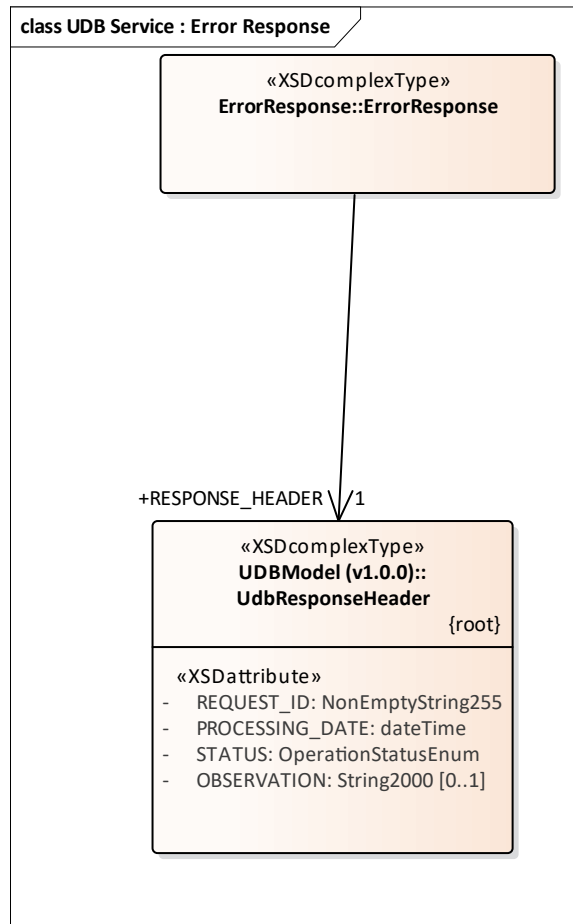 class UDB Service : Error Response
«XSDcomplexType»
ErrorResponse::ErrorResponse
+RESPONSE_HEADER 1
«XSDcomplexType»
UDBModel (v1.0.0)::
UdbResponseHeader
{root}
«XSDattribute»
- REQUEST_ID: NonEmptyString255
- PROCESSING_DATE: dateTime
- STATUS: OperationStatusEnum
- OBSERVATION: String2000 [0..1]